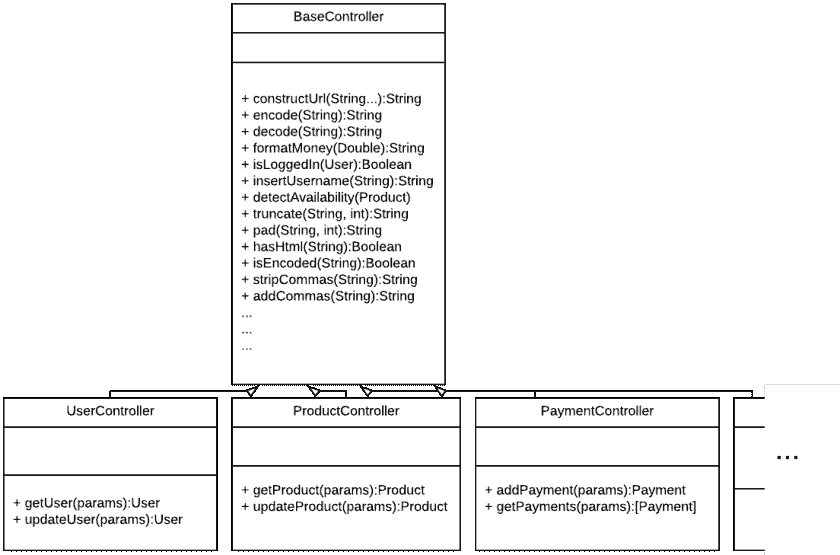 BaseController
+ constructUrl(String...):String
+ encode(String):String
+ decode(String):String
+ formatMoney(Double):String
+ isLoggedIn(User):Boolean
+ insertUsername(String):String
+ detectAvailability(Product)
+ truncate(String, int):String
+ pad(String, int):String
+ hasHtml(String):Boolean
+ isEncoded(String):Boolean
+ stripCommas(String):String
+ addCommas(String):String
...
...
...
UserController
+ getUser(params):User
+ updateUser(params):User
ProductController
+ getProduct(params):Product
+ updateProduct(params):Product
PaymentController
+ addPayment(params):Payment
+ getPayments(params):[Payment]
...